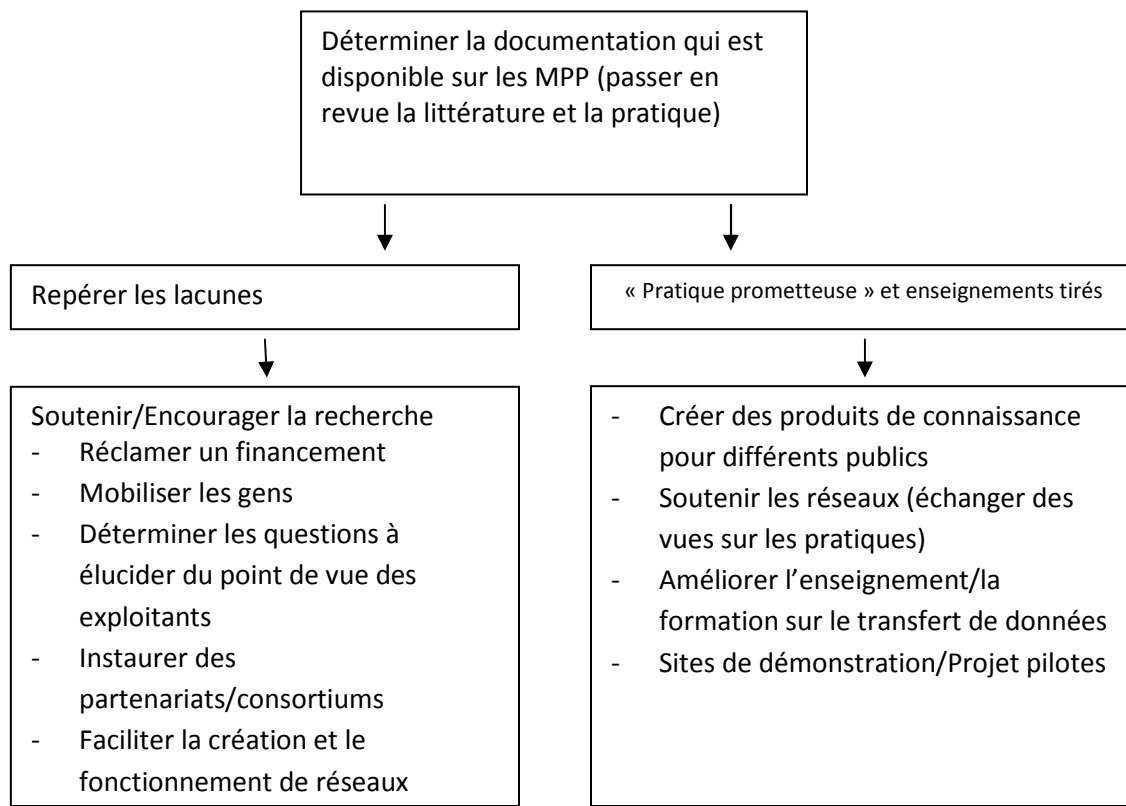 Déterminer la documentation qui est
disponible sur les MPP (passer en
revue la littérature et la pratique)
Repérer les lacunes
« Pratique prometteuse » et enseignements tirés
Soutenir/Encourager la recherche
- Réclamer un financement
- Mobiliser les gens
- Déterminer les questions à
élucider du point de vue des
exploitants
- Instaurer des
partenariats/consortiums
- Faciliter la création et le
fonctionnement de réseaux
- Créer des produits de connaissance
pour différents publics
- Soutenir les réseaux (échanger des
vues sur les pratiques)
- Améliorer l’enseignement/la
formation sur le transfert de données
- Sites de démonstration/Projet pilotes